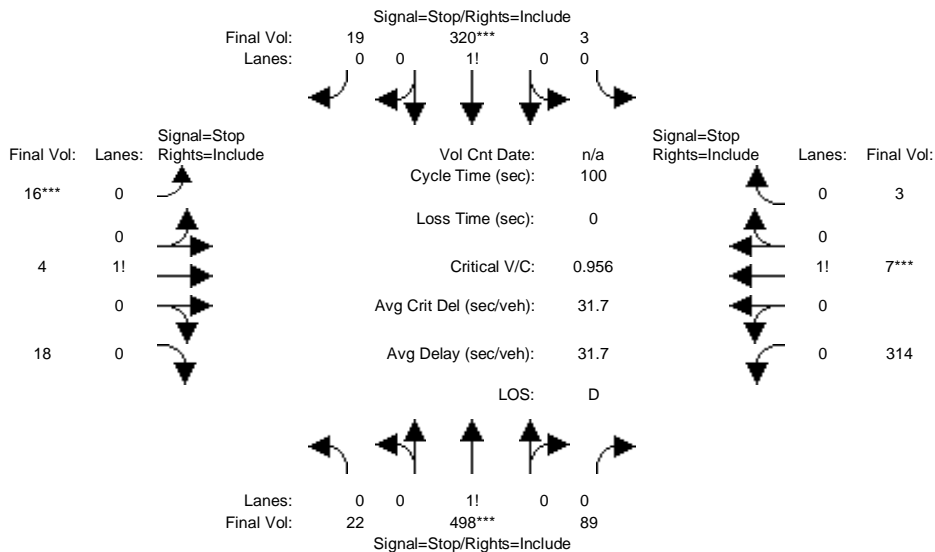 Signal=Stop/Rights=Include
Final Vol: 19 320*** 3
Lanes: 0 0 1! 0 0
Signal=Stop
Final Vol: Lanes: Rights=Include
Vol Cnt Date: n/a
Signal=Stop
Rights=Include Lanes: Final Vol:
Cycle Time (sec): 100
16*** 0
0 3
Loss Time (sec): 0
0
0
4 1!
Critical V/C: 0.956
1! 7***
0
Avg Crit Del (sec/veh): 31.7
0
18 0
Avg Delay (sec/veh): 31.7
0 314
LOS: D
Lanes: 0 0 1! 0 0
Final Vol: 22 498*** 89
Signal=Stop/Rights=Include